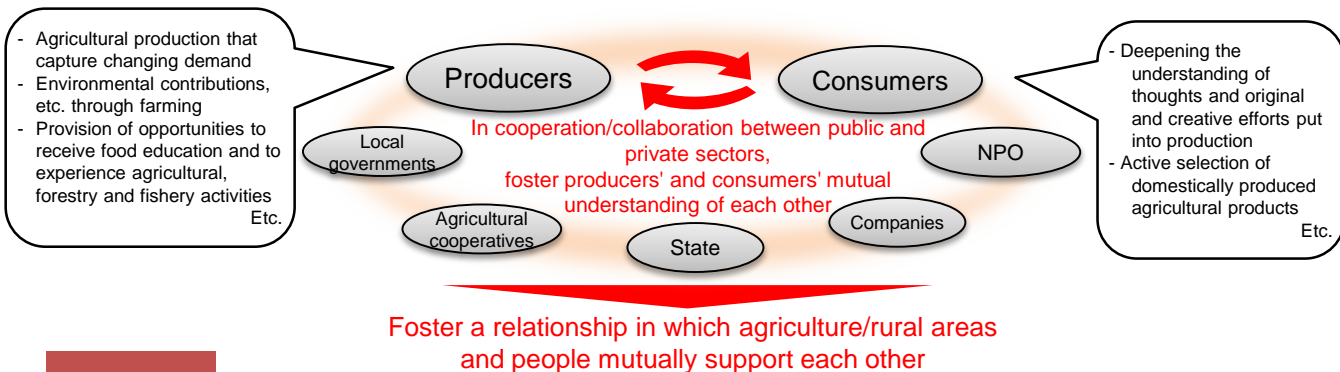 - Agricultural production that
capture changing demand
- Environmental contributions,
etc. through farming
- Provision of opportunities to
receive food education and to
experience agricultural,
forestry and fishery activities
Etc.
Producers
Consumers
- Deepening the
understanding of
thoughts and original
and creative efforts put
into production
- Active selection of
domestically produced
agricultural products
Etc.
Local
governments
In cooperation/collaboration between public and
private sectors,
foster producers' and consumers' mutual
understanding of each other
NPO
Agricultural
cooperatives
State
Companies
Foster a relationship in which agriculture/rural areas
and people mutually support each other